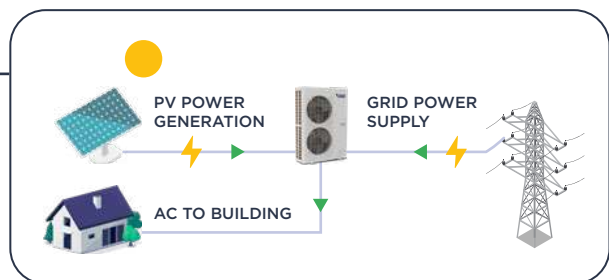 PV POWER
GENERATION
GRID POWER
SUPPLY
AC TO BUILDING